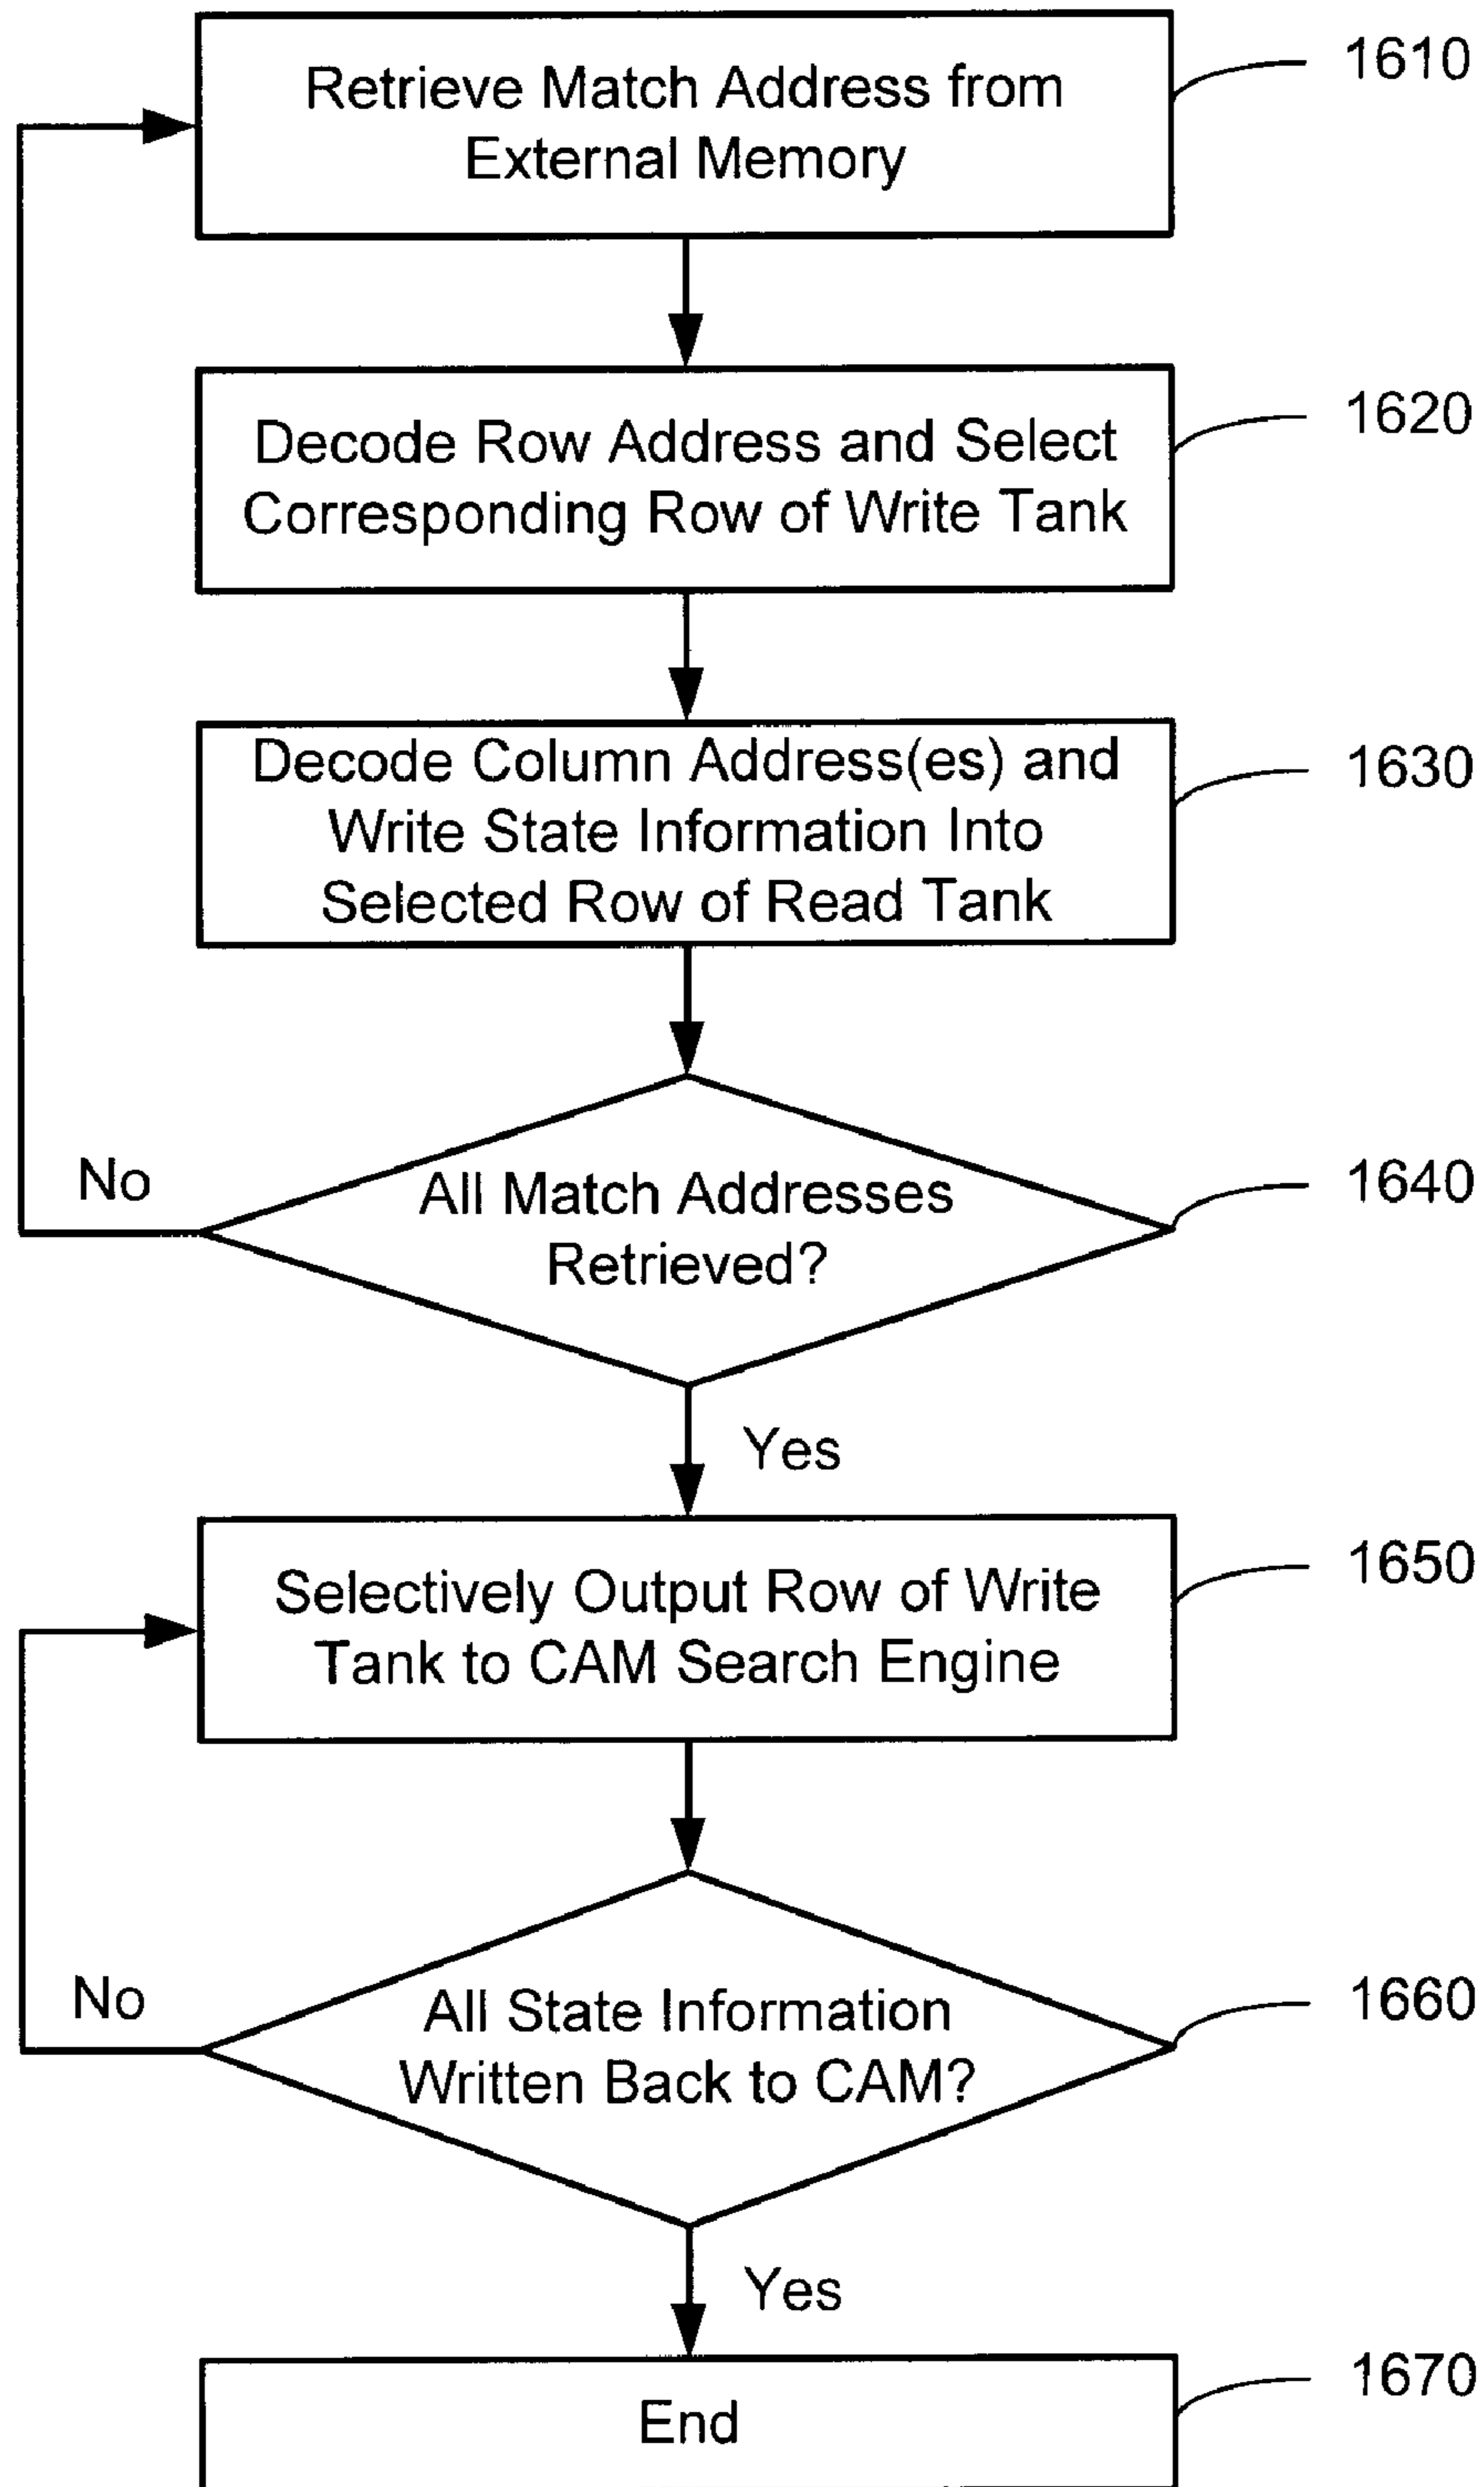 Retrieve Match Address from
External Memory
1610
Decode Row Address and Select
Corresponding Row of Write Tank
1620
Decode Column Address(es) and
Write State Information Into
Selected Row of Read Tank
1630
No
All Match Addresses
Retrieved?
1640
Yes
Selectively Output Row of Write
Tank to CAM Search Engine
1650
No
All State Information
Written Back to CAM?
1660
Yes
End
1670